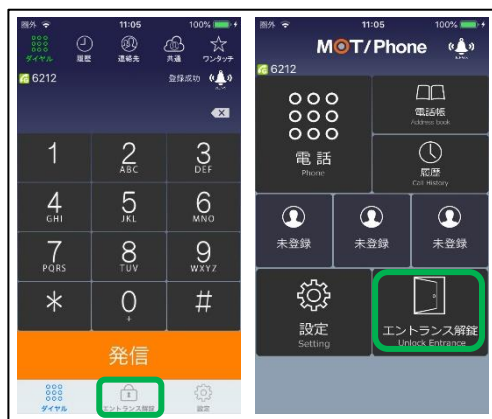 圏外 11:05 100%
ダイヤル 履歴 連絡先 共通 ワンタッチ
6212 登録成功
1
2 ABC
3 DEF
4 GHI
5 JKL
6 MNO
7 PQRS
8 TUV
9 WXYZ
*
0 +
#
発信
ダイヤル エントランス解錠 設定
圏外 11:05 100%
MOT/Phone
6212
電話
Phone
電話帳
Address book
履歴
Call History
未登録 未登録 未登録
設定
Setting
エントランス解錠
Unlock Entrance